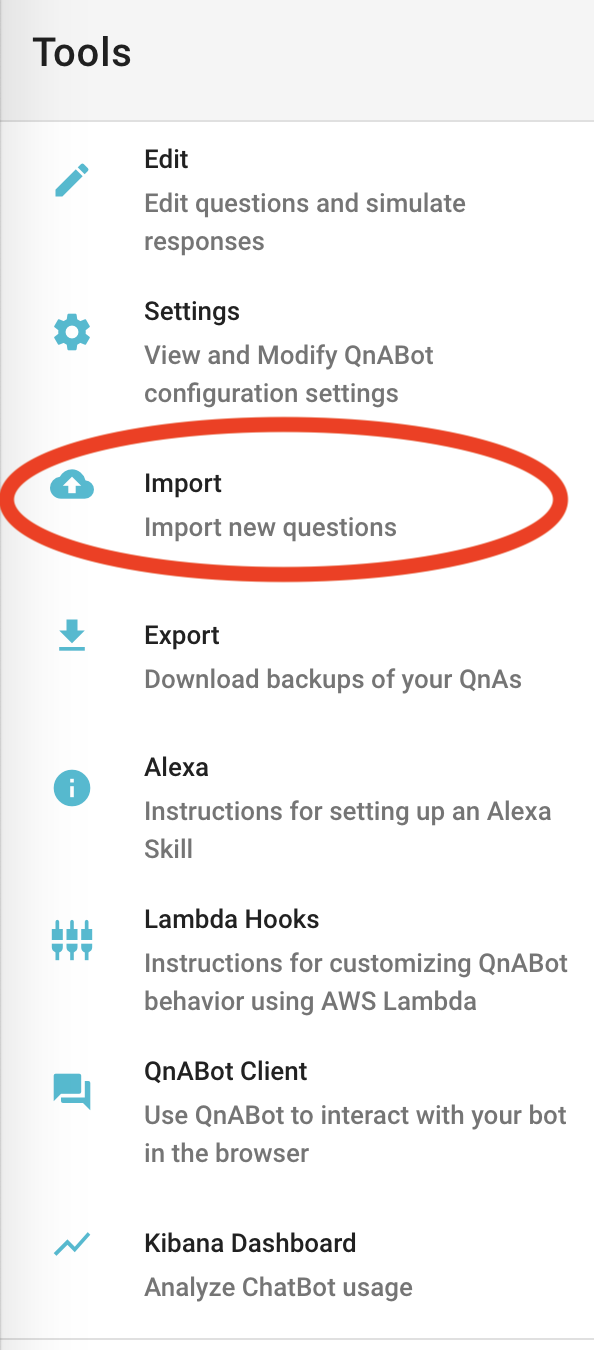 Tools
Edit
Edit questions and simulate
responses
Settings
View and Modify QnABot
configuration settings
Import
Import new questions
Export
Download backups of your QnAs
Alexa
Instructions for setting up an Alexa
Skill
Lambda Hooks
Instructions for customizing QnABot
behavior using AWS Lambda
QnABot Client
Use QnABot to interact with your bot
in the browser
Kibana Dashboard
Analyze ChatBot usage